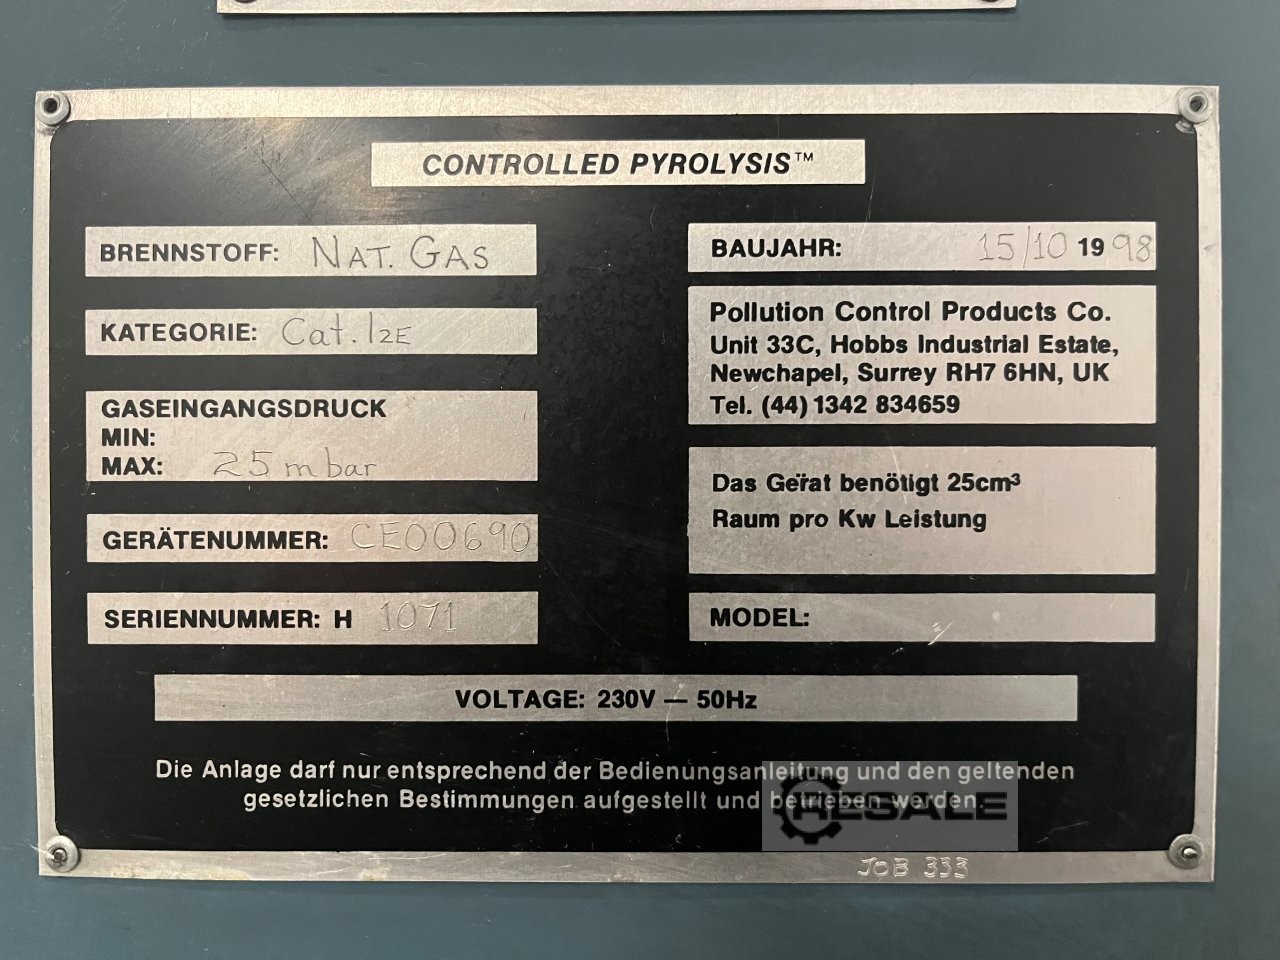 CONTROLLED PYROLYSIS™
BRENNSTOFF: NAT. GAS
KATEGORIE: Cat. I2E
GASEINGANGSDRUCK
MIN:
MAX: 25 mbar
GERÄTENUMMER: CE00690
SERIENNUMMER: H 1071
BAUJAHR: 15/10 1998
Pollution Control Products Co.
Unit 33C, Hobbs Industrial Estate,
Newchapel, Surrey RH7 6HN, UK
Tel. (44) 1342 834659
Das Gër̈at benötigt 25cm³
Raum pro Kw Leistung
MODEL:
VOLTAGE: 230V — 50Hz
Die Anlage darf nur entsprechend der Bedienungsanleitung und den geltenden
gesetzlichen Bestimmungen aufgestellt und betrieben werden.
RESALE
JOB 333